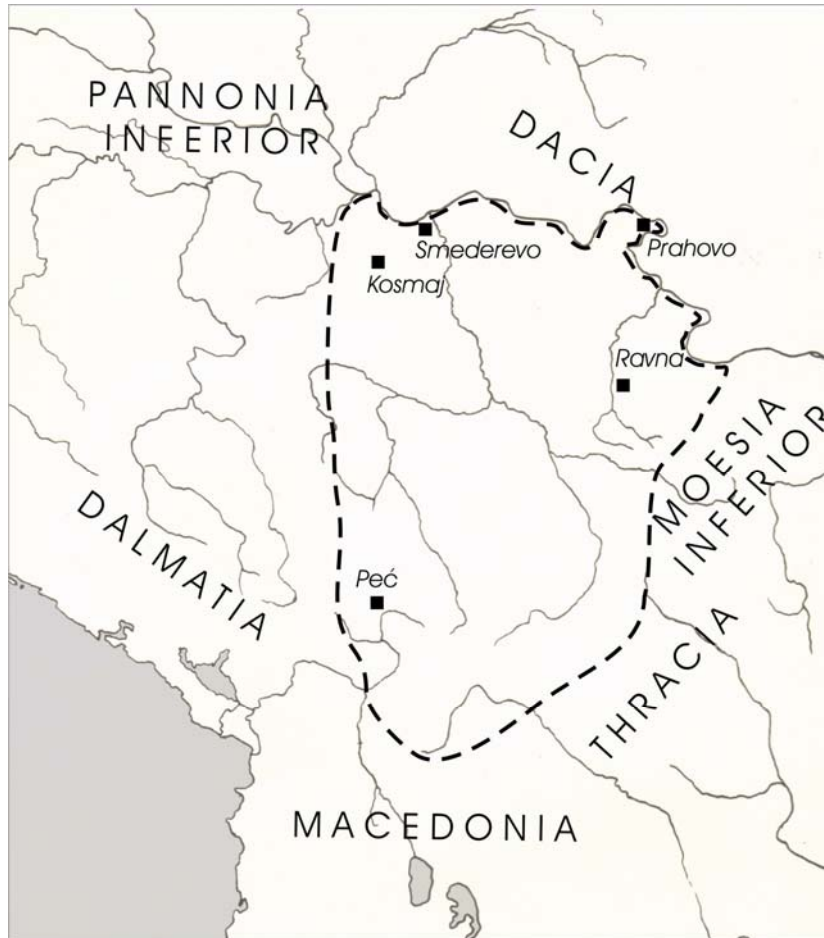 PANNONIA
INFERIOR
DACIA
Smederevo
Prahovo
Kosmaj
Ravna
MOESIA
INFERIOR
DALMATIA
Peć
THRACIA
MACEDONIA